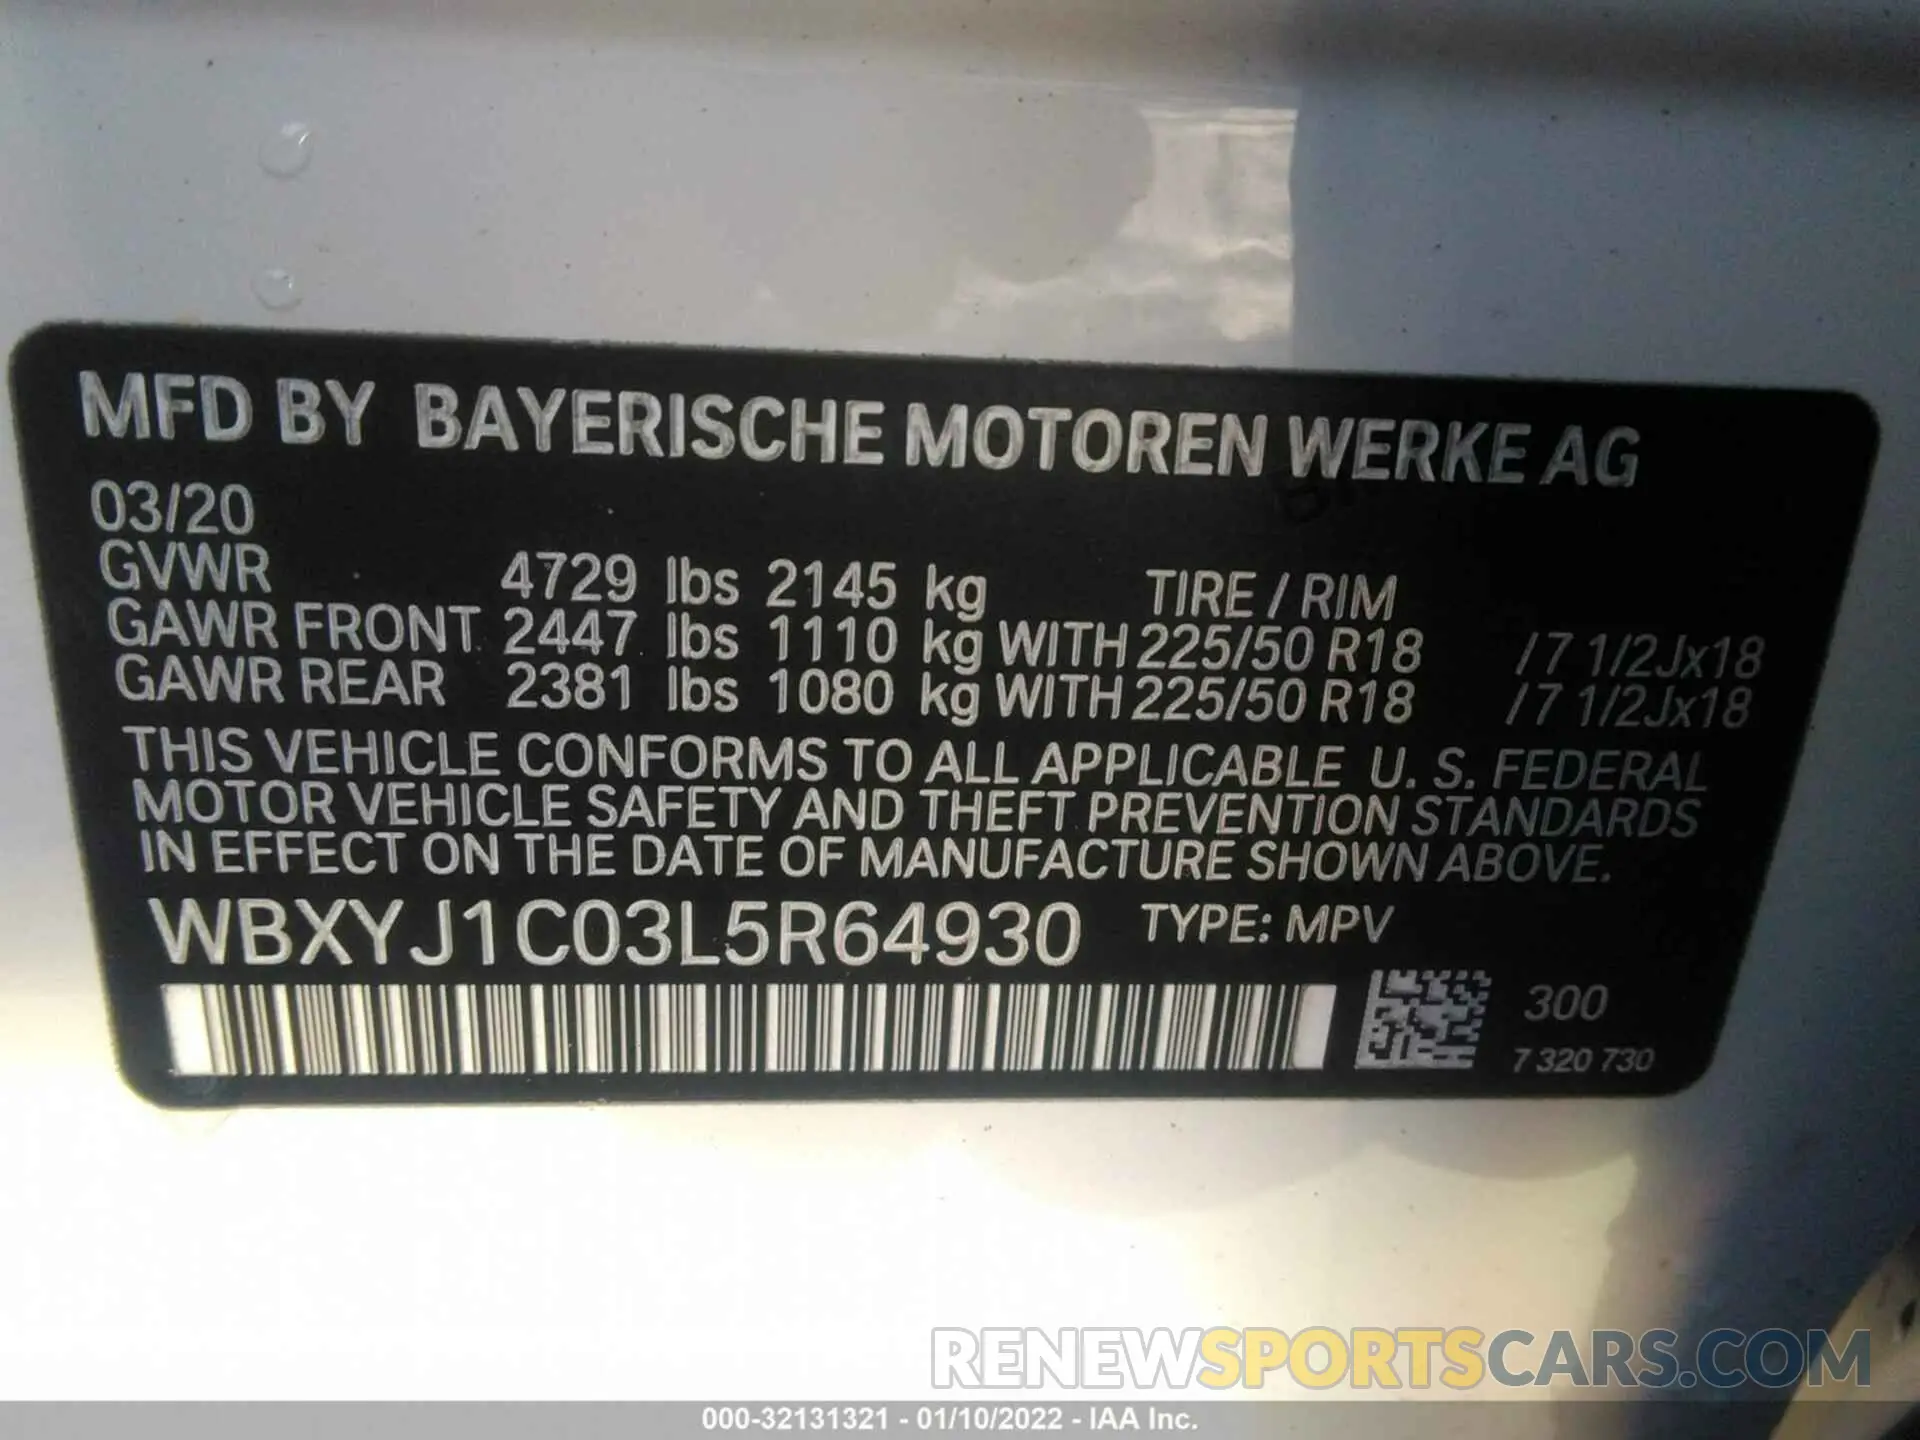 MFD BY BAYERISCHE MOTOREN WERKE AG
03/20
GVWR 4729 lbs 2145 kg TIRE / RIM
GAWR FRONT 2447 lbs 1110 kg WITH 225/50 R18 / 7 1/2Jx18
GAWR REAR 2381 lbs 1080 kg WITH 225/50 R18 / 7 1/2Jx18
THIS VEHICLE CONFORMS TO ALL APPLICABLE U. S. FEDERAL
MOTOR VEHICLE SAFETY AND THEFT PREVENTION STANDARDS
IN EFFECT ON THE DATE OF MANUFACTURE SHOWN ABOVE.
WBXYJ1C03L5R64930 TYPE: MPV
300
7 320 730
RENEWSPORTSCARS.COM
000-32131321 - 01/10/2022 - IAA Inc.